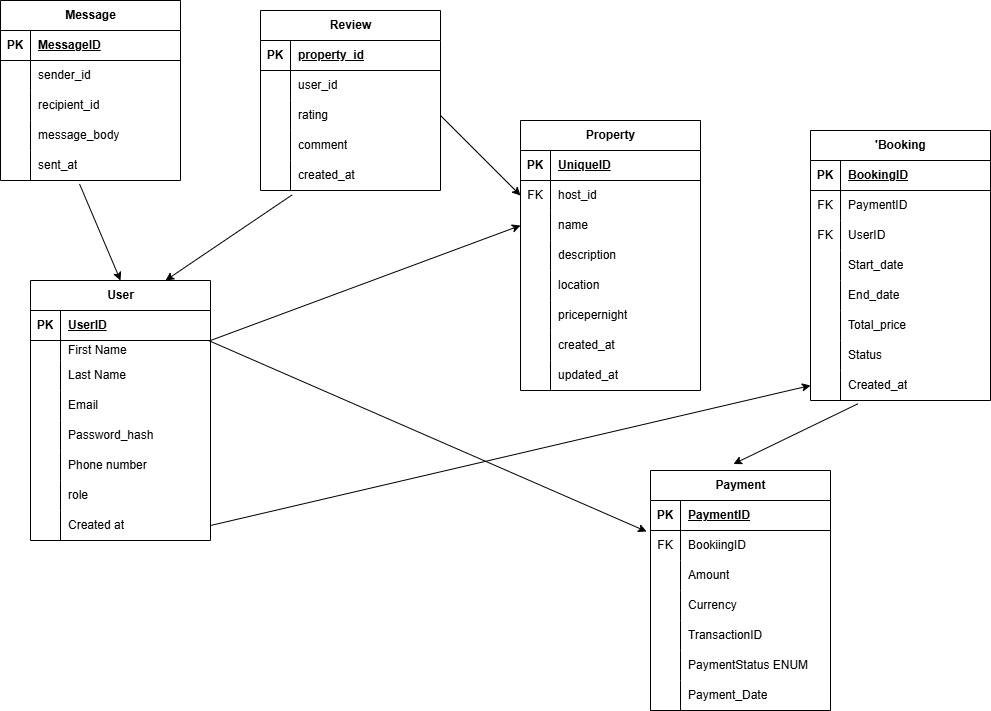 Message
PK MessageID
sender_id
recipient_id
message_body
sent_at
Review
PK property_id
user_id
rating
comment
created_at
Property
PK UniqueID
FK host_id
name
description
location
pricepernight
created_at
updated_at
'Booking
PK BookingID
FK PaymentID
FK UserID
Start_date
End_date
Total_price
Status
Created_at
User
PK UserID
First Name
Last Name
Email
Password_hash
Phone number
role
Created at
Payment
PK PaymentID
FK BookiingID
Amount
Currency
TransactionID
PaymentStatus ENUM
Payment_Date